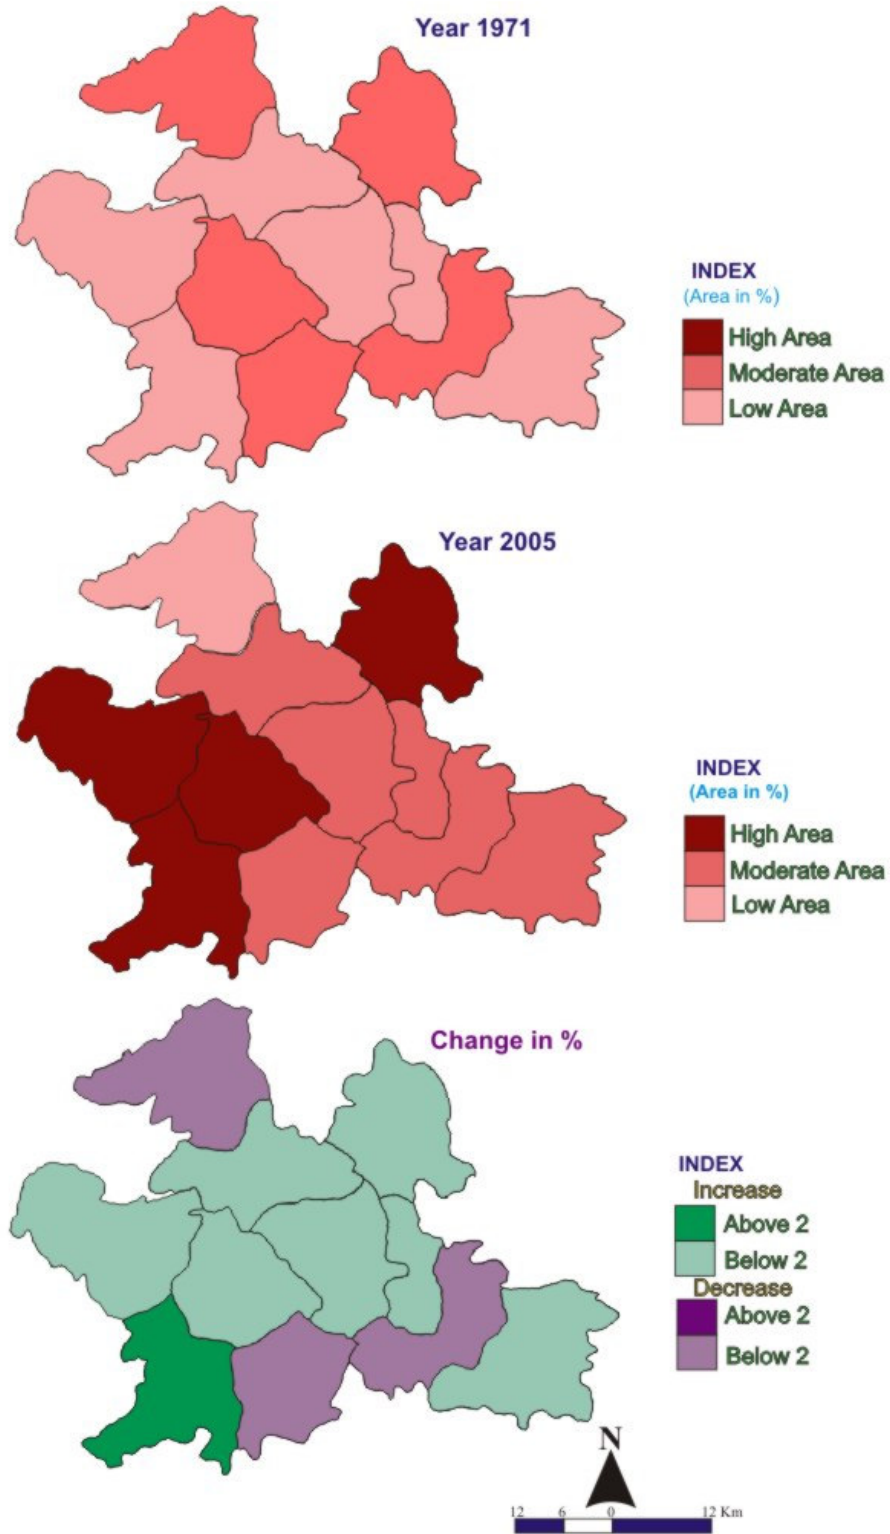 Year 1971
INDEX
(Area in %)
High Area
Moderate Area
Low Area
Year 2005
INDEX
(Area in %)
High Area
Moderate Area
Low Area
Change in %
INDEX
Increase
Above 2
Below 2
Decrease
Above 2
Below 2
N
12 6 0 12 Km